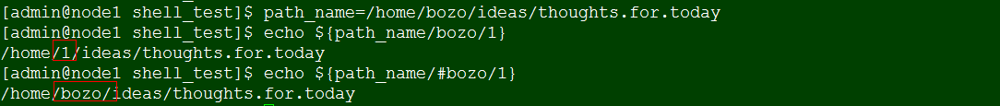 [admin@node1 shell_test]$ path_name=/home/bozo/ideas/thoughts.for.today
[admin@node1 shell_test]$ echo ${path_name/bozo/1}
/home/1/ideas/thoughts.for.today
[admin@node1 shell_test]$ echo ${path_name/#bozo/1}
/home/bozo/ideas/thoughts.for.today